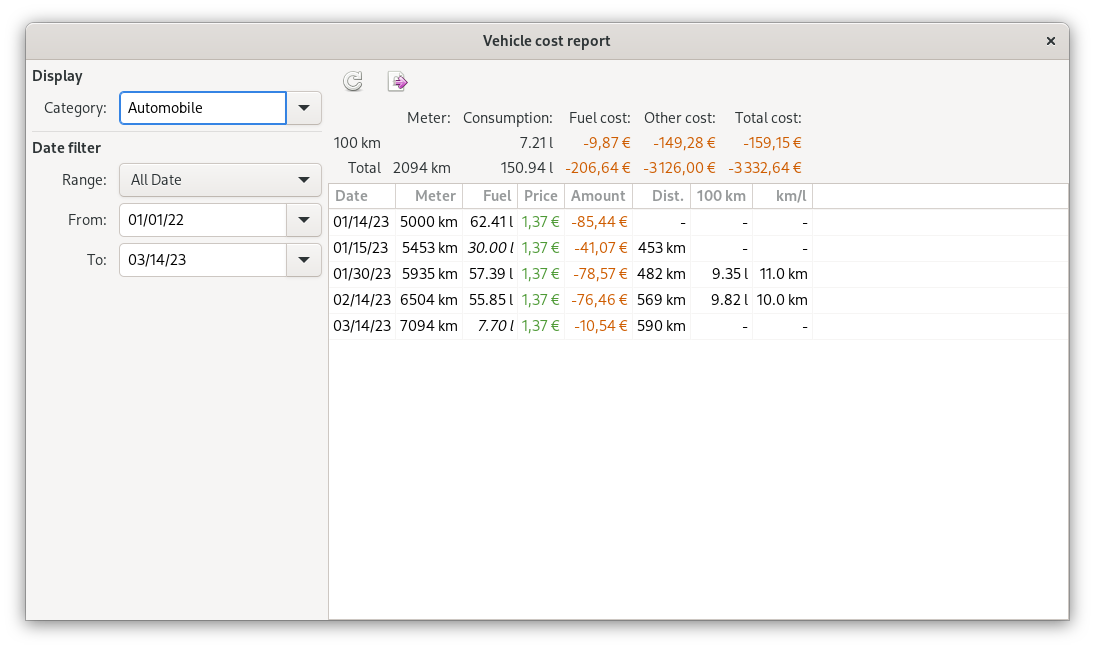 Vehicle cost report
Display
Category: Automobile
Date filter
Range: All Date
From: 01/01/22
To: 03/14/23
Meter: Consumption: Fuel cost: Other cost: Total cost:
100 km 7.21 l -9,87 € -149,28 € -159,15 €
Total 2094 km 150.94 l -206,64 € -3 126,00 € -3 332,64 €
Date Meter Fuel Price Amount Dist. 100 km km/l
01/14/23 5000 km 62.41 l 1,37 € -85,44 € - - -
01/15/23 5453 km 30.00 l 1,37 € -41,07 € 453 km - -
01/30/23 5935 km 57.39 l 1,37 € -78,57 € 482 km 9.35 l 11.0 km
02/14/23 6504 km 55.85 l 1,37 € -76,46 € 569 km 9.82 l 10.0 km
03/14/23 7094 km 7.70 l 1,37 € -10,54 € 590 km - -